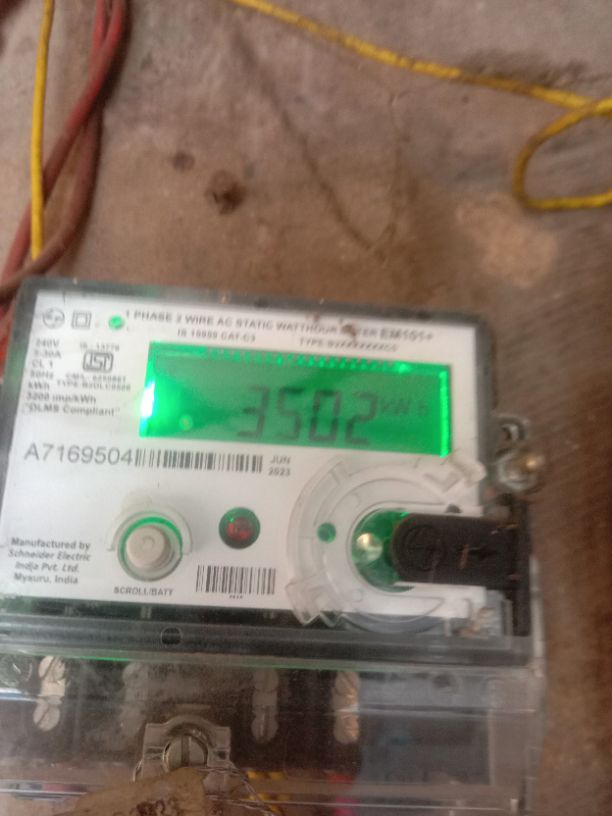 1 PHASE 2 WIRE AC STATIC WATTHOUR METER EM101+
IS 15959 CAT-C3
240V
5-30A
CL 1
50Hz
kWh
3200 imp/kWh
"DLMS Compliant"
3502 kWh
A7169504
JUN
2023
Manufactured by
Schneider Electric
India Pvt. Ltd.
Mysuru, India
SCROLL/BATT